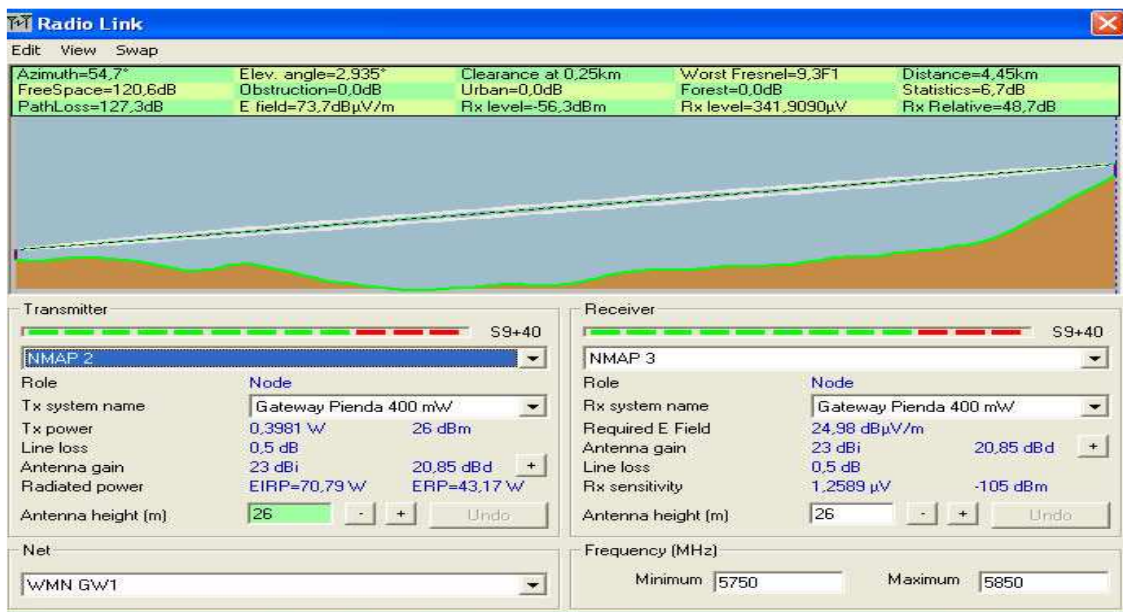 Radio Link
Edit View Swap
Azimuth=54,7° Elev. angle=2,935° Clearance at 0,25km Worst Fresnel=9,3F1 Distance=4,45km
FreeSpace=120,6dB Obstruction=0,0dB Urban=0,0dB Forest=0,0dB Statistics=6,7dB
PathLoss=127,3dB E field=73,7dBµV/m Rx level=-56,3dBm Rx level=341,9090µV Rx Relative=48,7dB
Transmitter
S9+40
NMAP 2
Role Node
Tx system name Gateway Pienda 400 mW
Tx power 0,3981 W 26 dBm
Line loss 0,5 dB
Antenna gain 23 dBi 20,85 dBd +
Radiated power EIRP=70,79 W ERP=43,17 W
Antenna height (m) 26 - + Undo
Net
WMN GW1
Receiver
S9+40
NMAP 3
Role Node
Rx system name Gateway Pienda 400 mW
Required E Field 24,98 dBµV/m
Antenna gain 23 dBi 20,85 dBd +
Line loss 0,5 dB
Rx sensitivity 1,2589 µV -105 dBm
Antenna height (m) 26 - + Undo
Frequency (MHz)
Minimum 5750 Maximum 5850